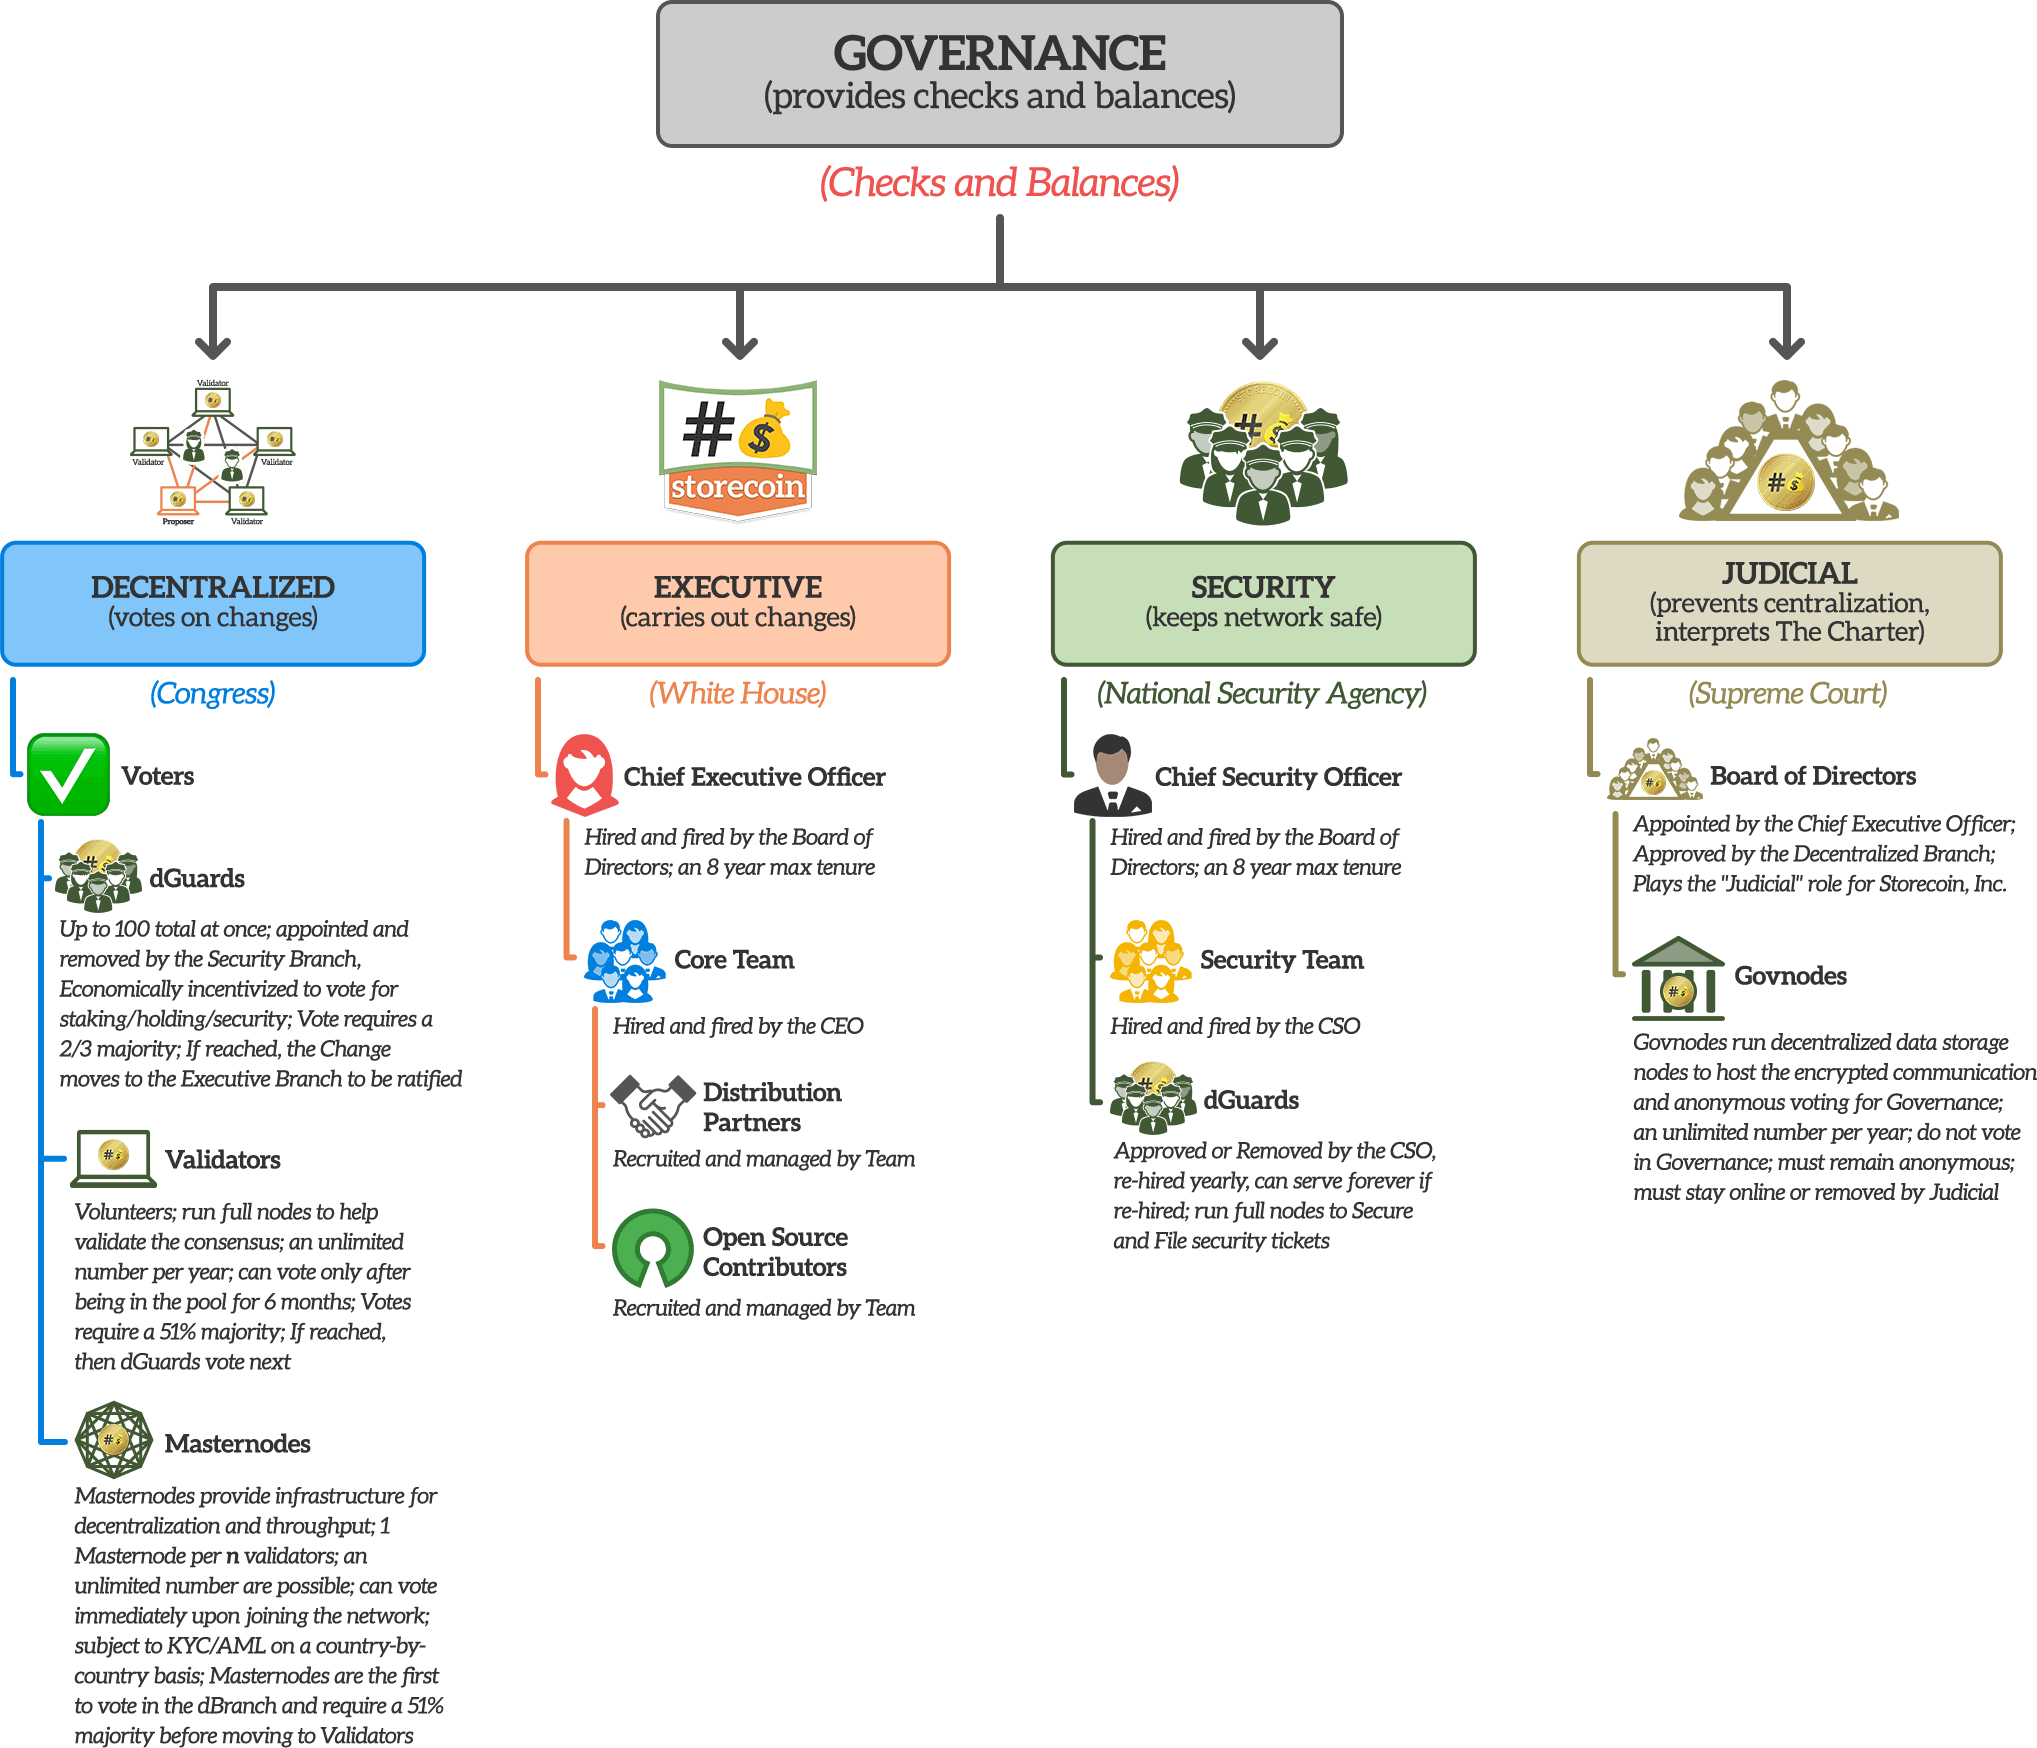 GOVERNANCE
(provides checks and balances)
(Checks and Balances)
Validator
Validator
Validator
Proposer
Validator
DECENTRALIZED
(votes on changes)
(Congress)
Voters
dGuards
Up to 100 total at once; appointed and
removed by the Security Branch,
Economically incentivized to vote for
staking/holding/security; Vote requires a
2/3 majority; If reached, the Change
moves to the Executive Branch to be ratified
Validators
Volunteers; run full nodes to help
validate the consensus; an unlimited
number per year; can vote only after
being in the pool for 6 months; Votes
require a 51% majority; If reached,
then dGuards vote next
Masternodes
Masternodes provide infrastructure for
decentralization and throughput; 1
Masternode per n validators; an
unlimited number are possible; can vote
immediately upon joining the network;
subject to KYC/AML on a country-by-
country basis; Masternodes are the first
to vote in the dBranch and require a 51%
majority before moving to Validators
#$
storecoin
EXECUTIVE
(carries out changes)
(White House)
Chief Executive Officer
Hired and fired by the Board of
Directors; an 8 year max tenure
Core Team
Hired and fired by the CEO
Distribution
Partners
Recruited and managed by Team
Open Source
Contributors
Recruited and managed by Team
STORECOIN
SECURITY
(keeps network safe)
(National Security Agency)
Chief Security Officer
Hired and fired by the Board of
Directors; an 8 year max tenure
Security Team
Hired and fired by the CSO
dGuards
Approved or Removed by the CSO,
re-hired yearly, can serve forever if
re-hired; run full nodes to Secure
and File security tickets
#$
JUDICIAL
(prevents centralization,
interprets The Charter)
(Supreme Court)
Board of Directors
Appointed by the Chief Executive Officer;
Approved by the Decentralized Branch;
Plays the "Judicial" role for Storecoin, Inc.
Govnodes
Govnodes run decentralized data storage
nodes to host the encrypted communication
and anonymous voting for Governance;
an unlimited number per year; do not vote
in Governance; must remain anonymous;
must stay online or removed by Judicial